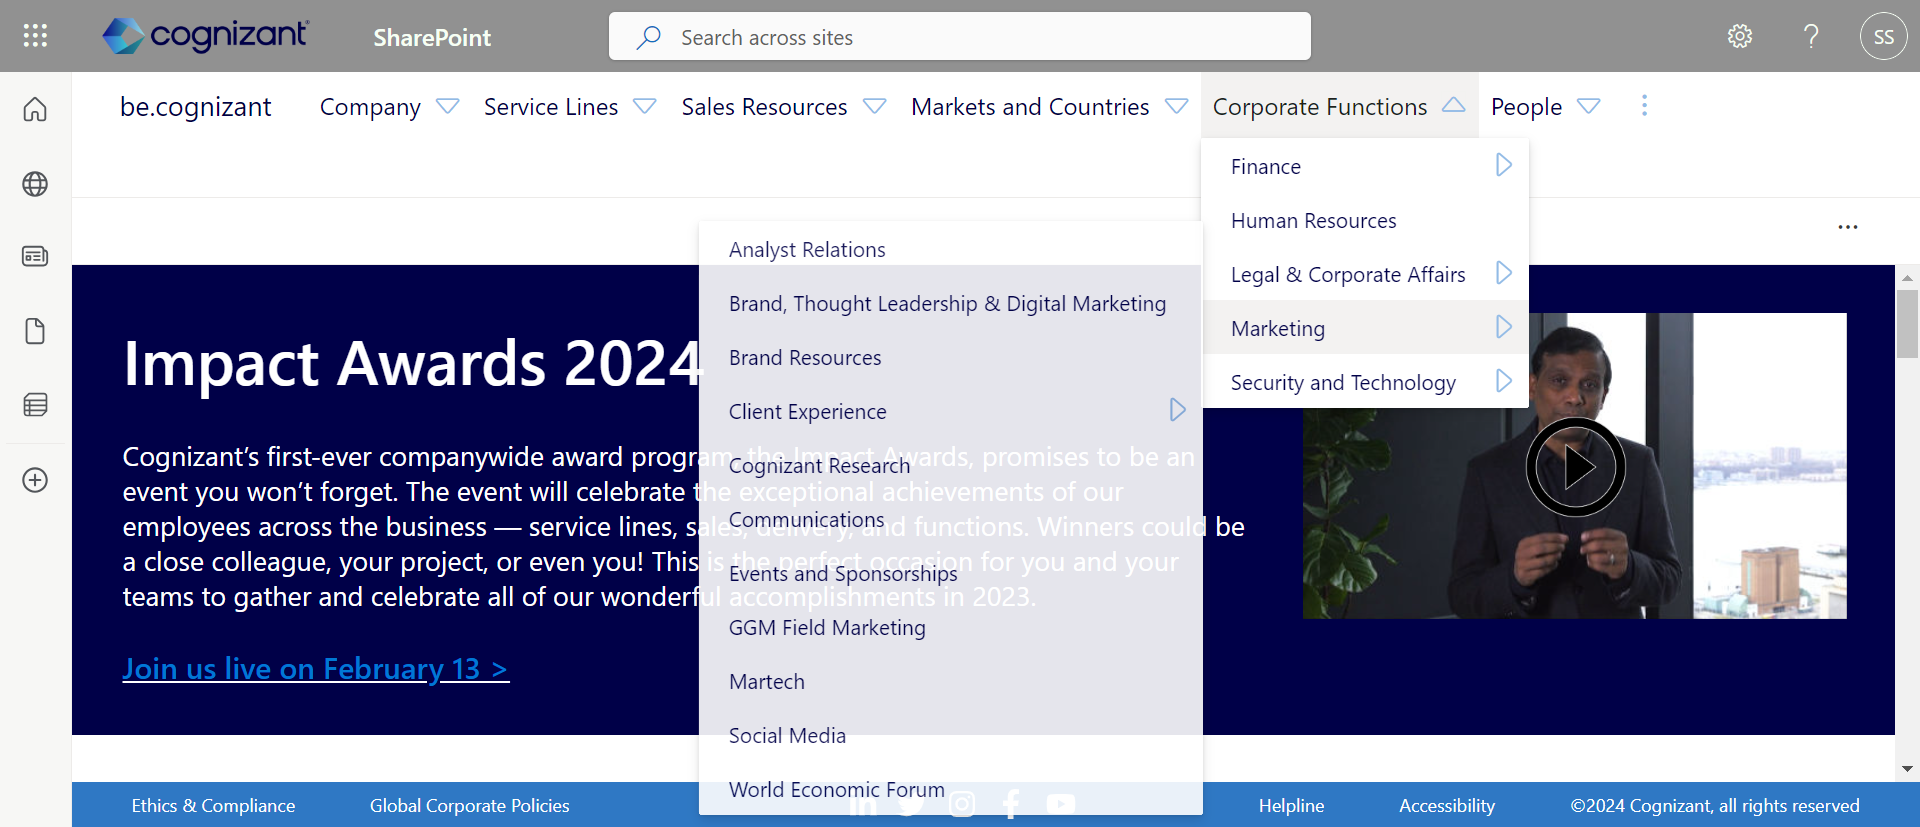 cognizant
SharePoint
Search across sites
?
SS
be.cognizant
Company
Service Lines
Sales Resources
Markets and Countries
Corporate Functions
People
Finance
Human Resources
Legal & Corporate Affairs
Marketing
Security and Technology
Analyst Relations
Brand, Thought Leadership & Digital Marketing
Brand Resources
Client Experience
Cognizant Research
Communications
Events and Sponsorships
GGM Field Marketing
Martech
Social Media
World Economic Forum
Impact Awards 2024
Cognizant’s first-ever companywide award program, the Impact Awards, promises to be an
event you won’t forget. The event will celebrate the exceptional achievements of our
employees across the business — service lines, sales, delivery, and functions. Winners could be
a close colleague, your project, or even you! This is the perfect occasion for you and your
teams to gather and celebrate all of our wonderful accomplishments in 2023.
Join us live on February 13 >
Ethics & Compliance
Global Corporate Policies
Helpline
Accessibility
©2024 Cognizant, all rights reserved